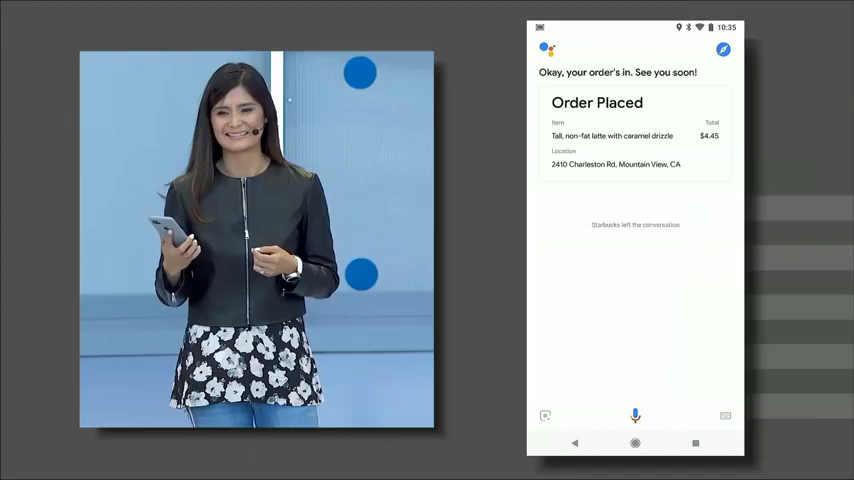 10:35
Okay, your order's in. See you soon!
Order Placed
Item Total
Tall, non-fat latte with caramel drizzle $4.45
Location
2410 Charleston Rd, Mountain View, CA
Starbucks left the conversation